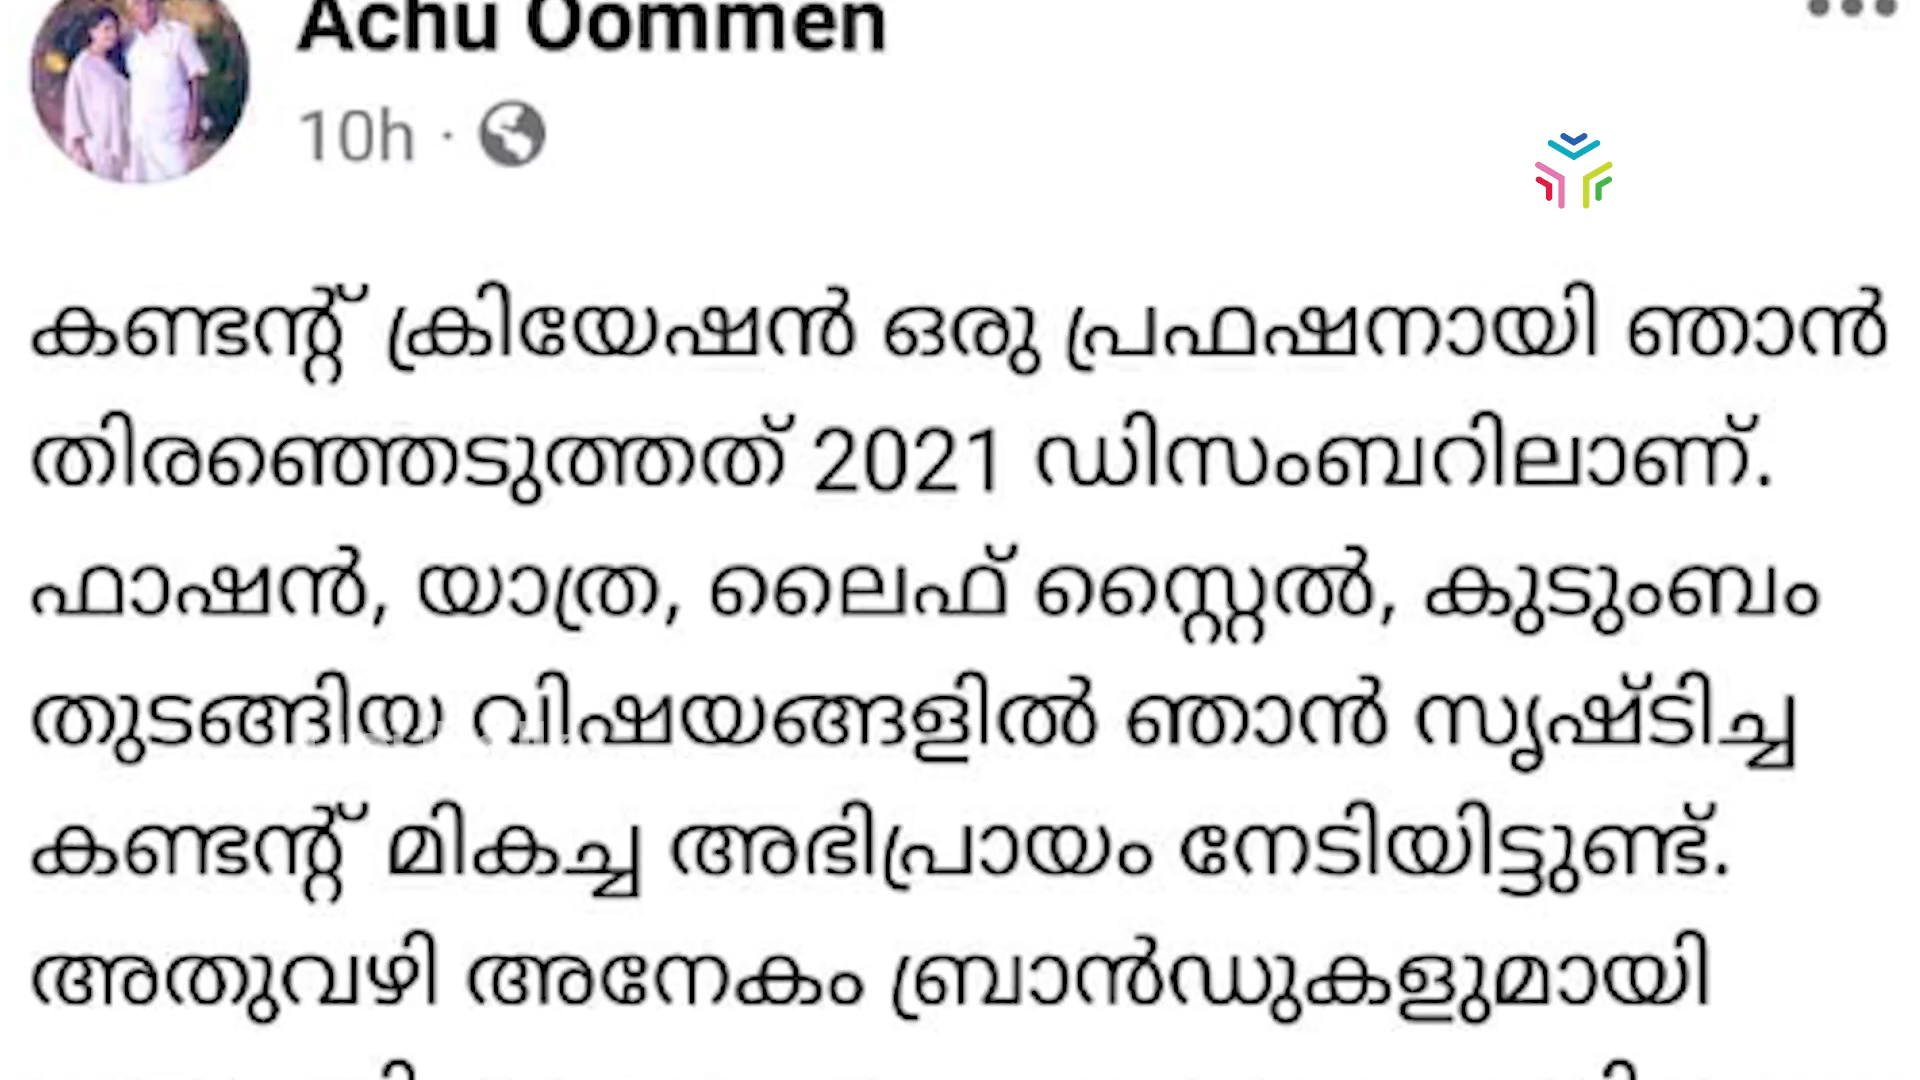 Achu Oommen
10h ·
കണ്ടന്റ് ക്രിയേഷൻ ഒരു പ്രഫഷനായി ഞാൻ
തിരഞ്ഞെടുത്തത് 2021 ഡിസംബറിലാണ്.
ഫാഷൻ, യാത്ര, ലൈഫ് സ്റ്റൈൽ, കുടുംബം
തുടങ്ങിയ വിഷയങ്ങളിൽ ഞാൻ സൃഷ്ടിച്ച
കണ്ടന്റ് മികച്ച അഭിപ്രായം നേടിയിട്ടുണ്ട്.
അതുവഴി അനേകം ബ്രാൻഡുകളുമായി